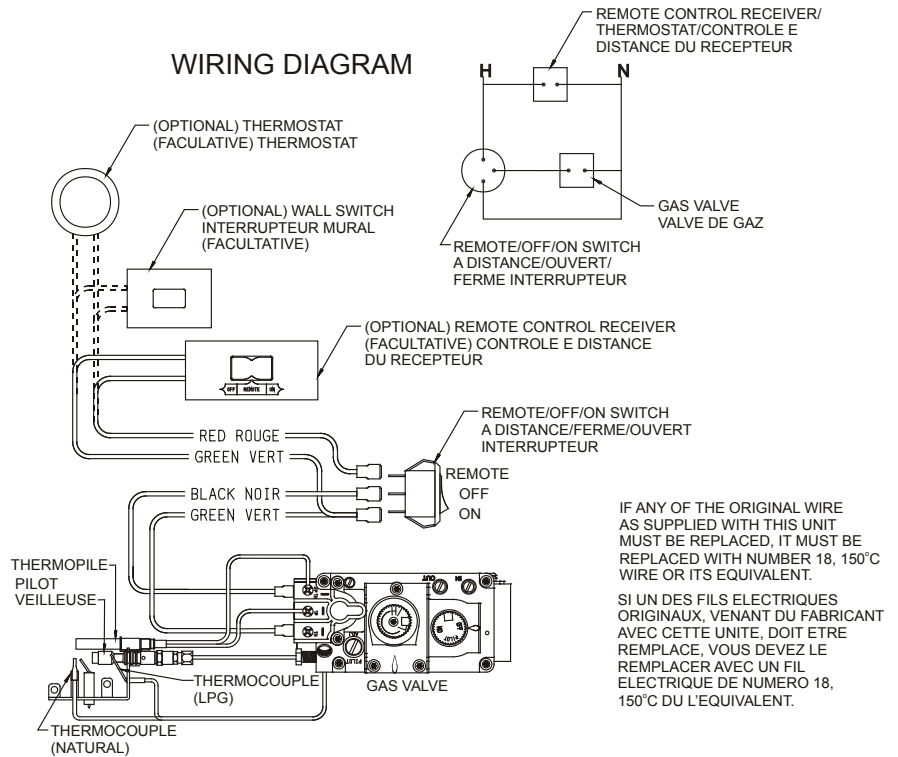 REMOTE CONTROL RECEIVER/
THERMOSTAT/CONTROLE E
DISTANCE DU RECEPTEUR
WIRING DIAGRAM
H
N
(OPTIONAL) THERMOSTAT
(FACULATIVE) THERMOSTAT
(OPTIONAL) WALL SWITCH
INTERRUPTEUR MURAL
(FACULTATIVE)
GAS VALVE
VALVE DE GAZ
REMOTE/OFF/ON SWITCH
A DISTANCE/OUVERT/
FERME INTERRUPTEUR
(OPTIONAL) REMOTE CONTROL RECEIVER
(FACULTATIVE) CONTROLE E DISTANCE
DU RECEPTEUR
OFF REMOTE ON
REMOTE/OFF/ON SWITCH
A DISTANCE/FERME/OUVERT
INTERRUPTEUR
RED ROUGE
GREEN VERT
BLACK NOIR
GREEN VERT
REMOTE
OFF
ON
IF ANY OF THE ORIGINAL WIRE
AS SUPPLIED WITH THIS UNIT
MUST BE REPLACED, IT MUST BE
REPLACED WITH NUMBER 18, 150°C
WIRE OR ITS EQUIVALENT.
SI UN DES FILS ELECTRIQUES
ORIGINAUX, VENANT DU FABRICANT
AVEC CETTE UNITE, DOIT ETRE
REMPLACE, VOUS DEVEZ LE
REMPLACER AVEC UN FIL
ELECTRIQUE DE NUMERO 18,
150°C DU L'EQUIVALENT.
THERMOPILE
PILOT
VEILLEUSE
OUT
IN
PILOT
THERMOCOUPLE
(LPG)
GAS VALVE
THERMOCOUPLE
(NATURAL)